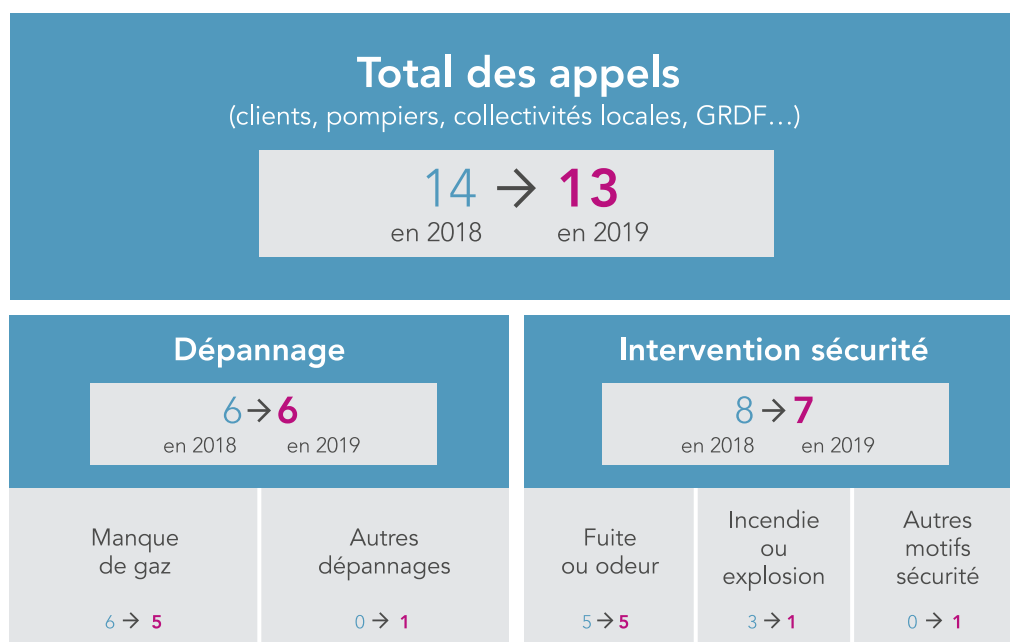 Total des appels
(clients, pompiers, collectivités locales, GRDF…)
14 → 13
en 2018 en 2019
Dépannage
6 → 6
en 2018 en 2019
Manque
de gaz
6 → 5
Autres
dépannages
0 → 1
Intervention sécurité
8 → 7
en 2018 en 2019
Fuite
ou odeur
5 → 5
Incendie
ou
explosion
3 → 1
Autres
motifs
sécurité
0 → 1